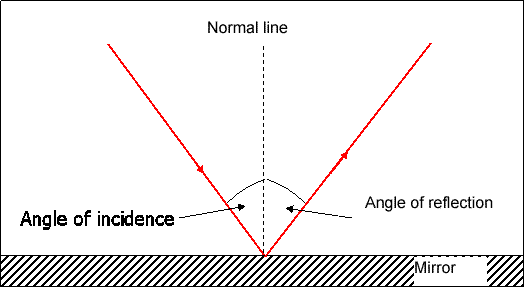 Normal line
Angle of reflection
Angle of incidence
Mirror